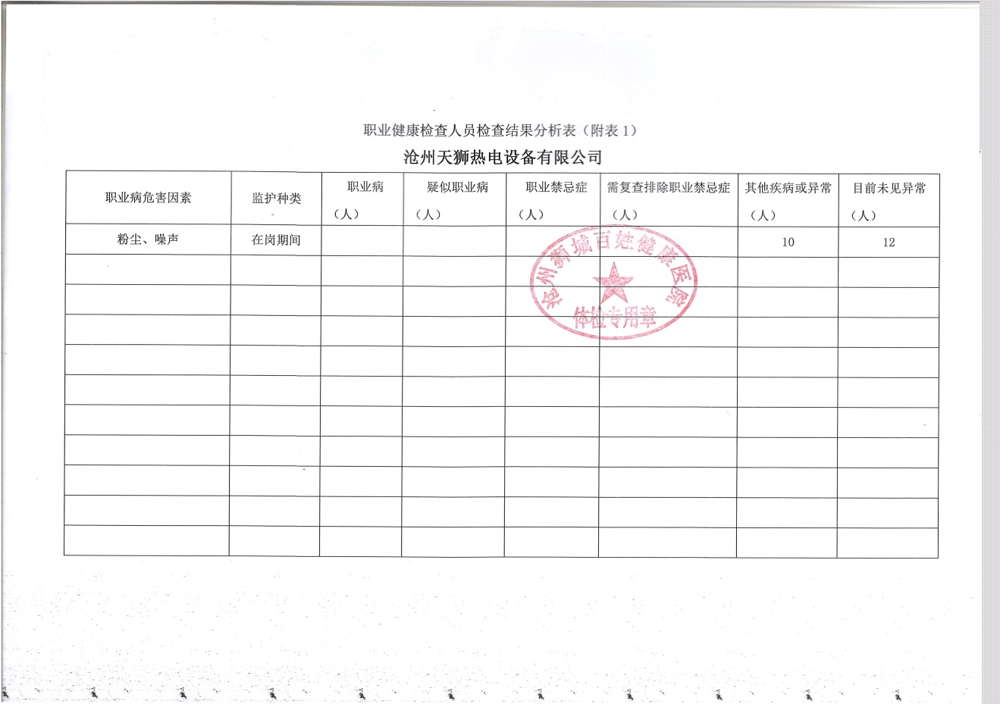 职业健康检查人员检查结果分析表（附表 1）
沧州天狮热电设备有限公司
职业病危害因素 监护种类 职业病（人） 疑似职业病（人） 职业禁忌症（人） 需复查排除职业禁忌症（人） 其他疾病或异常（人） 目前未见异常（人）
粉尘、噪声 在岗期间 10 12
沧州狮城百姓健康医院
体检专用章